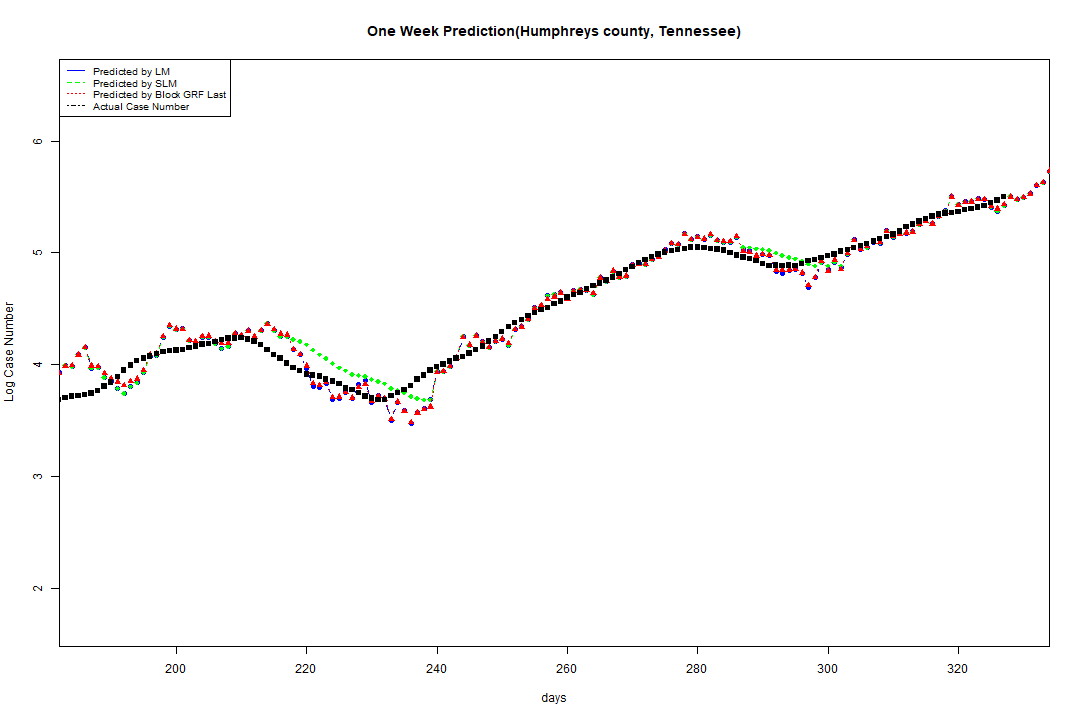 One Week Prediction(Humphreys county, Tennessee)
Predicted by LM
Predicted by SLM
Predicted by Block GRF Last
Actual Case Number
6
5
4
3
2
Log Case Number
200 220 240 260 280 300 320
days